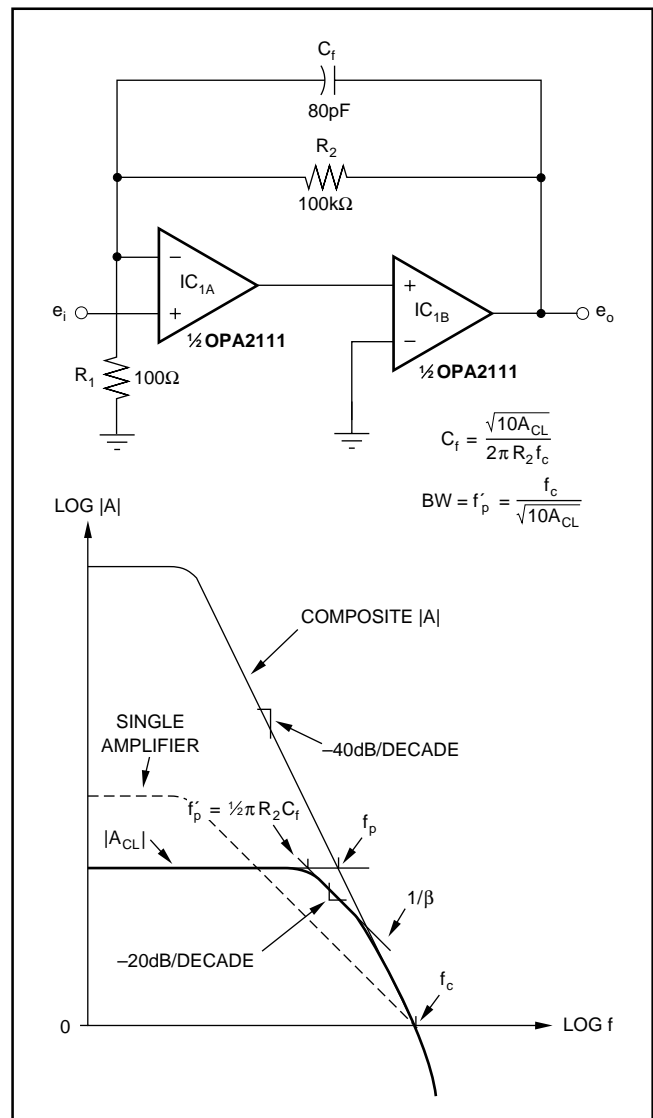 C_f
80pF
R_2
100kΩ
–
IC_1A
+
e_i
½ OPA2111
R_1
100Ω
+
IC_1B
–
e_o
½ OPA2111
C_f = √10A_CL / 2π R_2 f_c
BW = f′_p = f_c / √10A_CL
LOG |A|
COMPOSITE |A|
–40dB/DECADE
SINGLE
AMPLIFIER
f′_p = ½π R_2 C_f
f_p
|A_CL|
1/β
–20dB/DECADE
f_c
0
LOG f